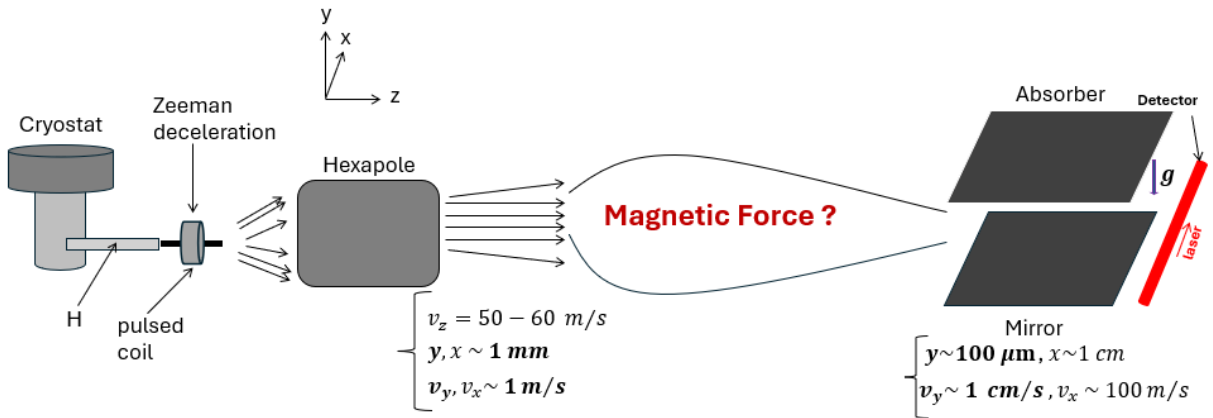 y
x
z
Cryostat
Zeeman
deceleration
H
pulsed
coil
Hexapole
v_z = 50 − 60 m/s
y, x ~ 1 mm
v_y, v_x~ 1 m/s
Magnetic Force ?
Absorber
Detector
g
laser
Mirror
y~100 μm, x~1 cm
v_y~ 1 cm/s, v_x ~ 100 m/s